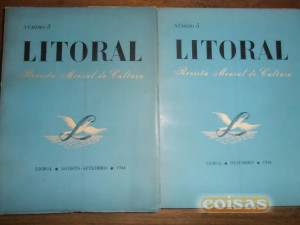 NÚMERO 3
LITORAL
Revista Mensal de Cultura
L
LISBOA ★ AGOSTO-SETEMBRO ★ 1944
NÚMERO 5
LITORAL
Revista Mensal de Cultura
L
LISBOA ★ DEZEMBRO ★ 1944
coisas